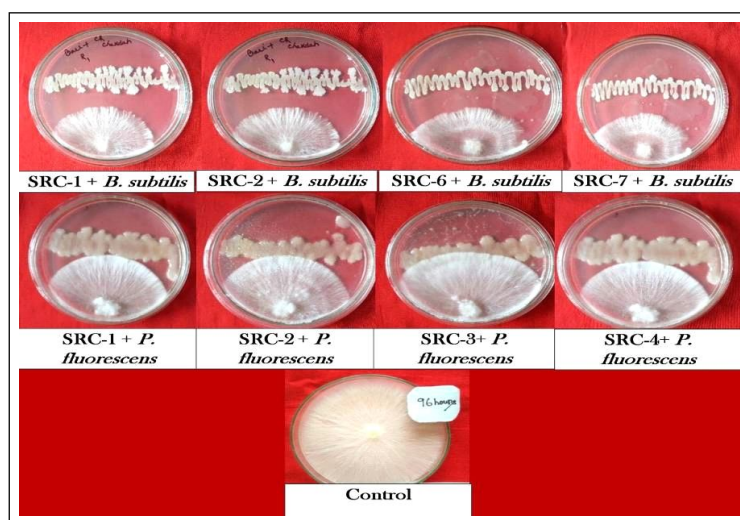 SRC-1 + B. subtilis
SRC-2 + B. subtilis
SRC-6 + B. subtilis
SRC-7 + B. subtilis
SRC-1 + P.
fluorescens
SRC-2 + P.
fluorescens
SRC-3+ P.
fluorescens
SRC-4+ P.
fluorescens
96 hours
Control